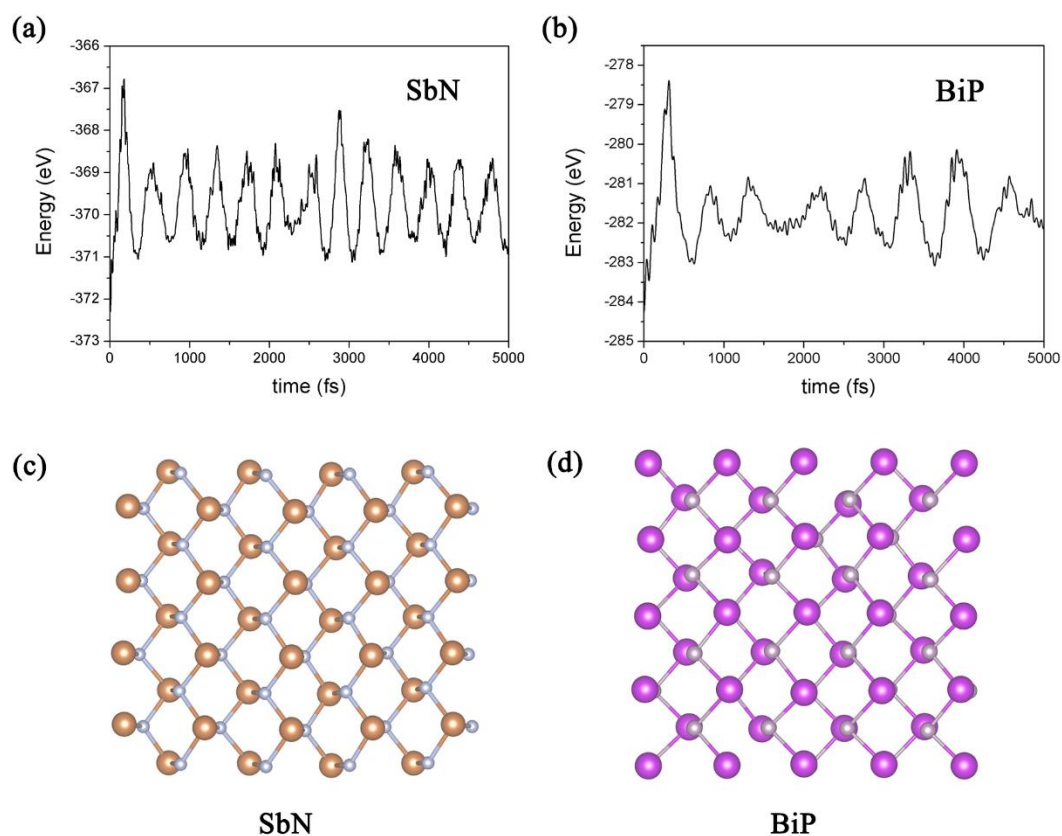 (a)
SbN
Energy (eV)
-366
-367
-368
-369
-370
-371
-372
-373
0 1000 2000 3000 4000 5000
time (fs)
(b)
BiP
Energy (eV)
-278
-279
-280
-281
-282
-283
-284
-285
0 1000 2000 3000 4000 5000
time (fs)
(c)
SbN
(d)
BiP